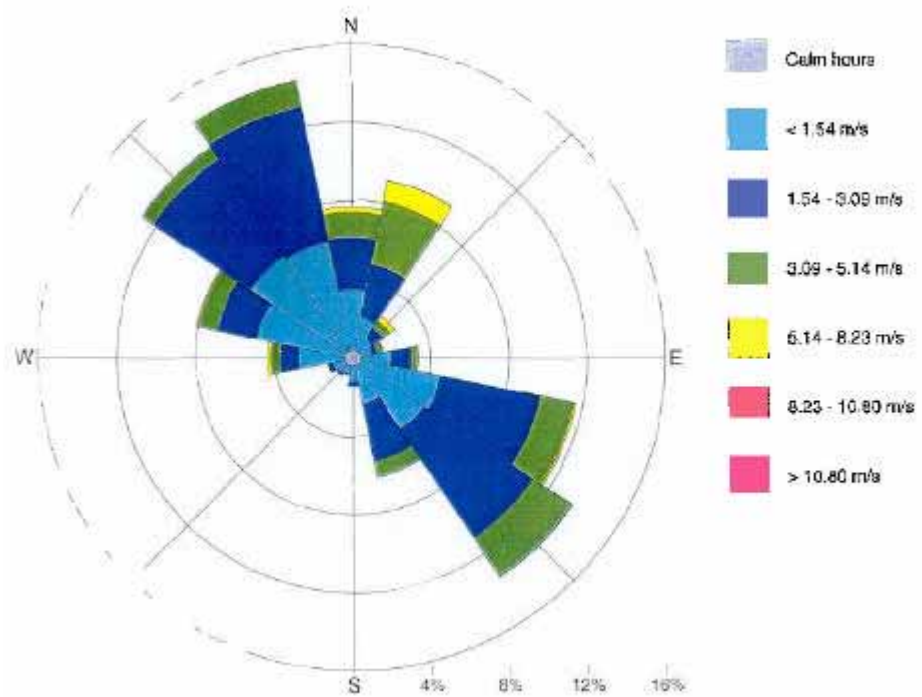 N
W
E
S
4%
8%
12%
16%
Calm hours
< 1.54 m/s
1.54 - 3.09 m/s
3.09 - 5.14 m/s
5.14 - 8.23 m/s
8.23 - 10.80 m/s
> 10.80 m/s